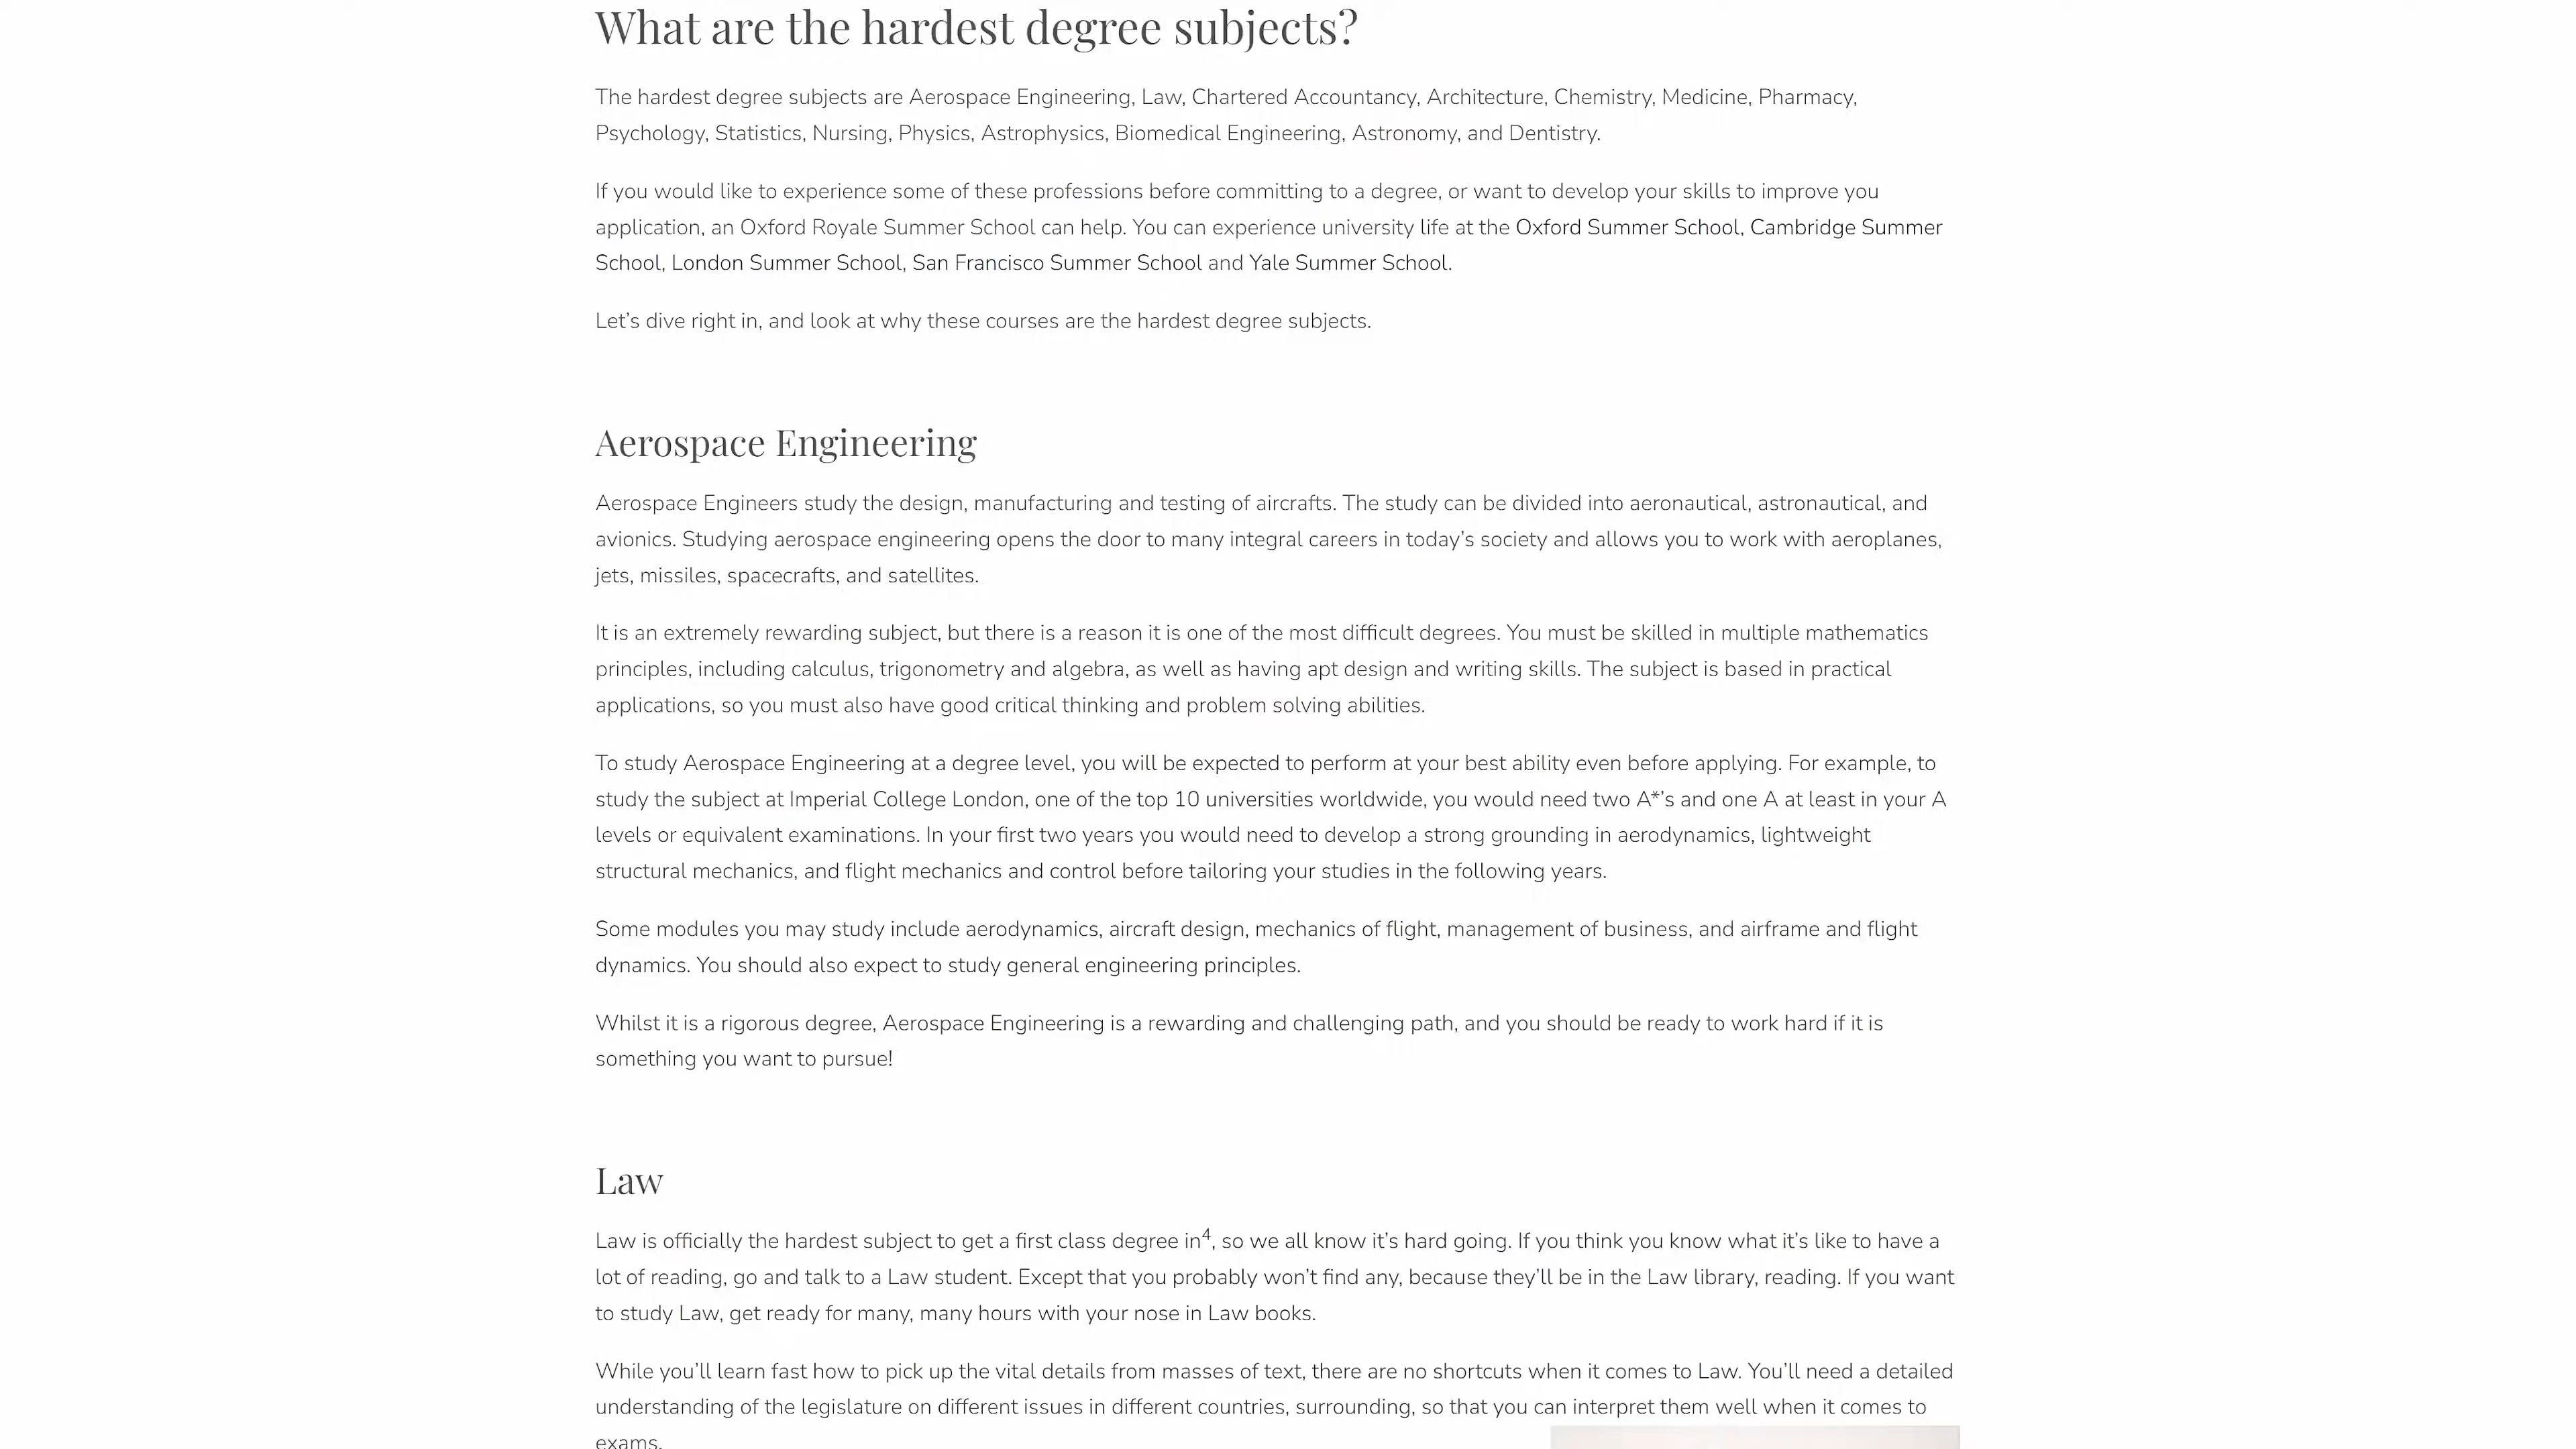 What are the hardest degree subjects?
The hardest degree subjects are Aerospace Engineering, Law, Chartered Accountancy, Architecture, Chemistry, Medicine, Pharmacy,
Psychology, Statistics, Nursing, Physics, Astrophysics, Biomedical Engineering, Astronomy, and Dentistry.
If you would like to experience some of these professions before committing to a degree, or want to develop your skills to improve you
application, an Oxford Royale Summer School can help. You can experience university life at the Oxford Summer School, Cambridge Summer
School, London Summer School, San Francisco Summer School and Yale Summer School.
Let’s dive right in, and look at why these courses are the hardest degree subjects.
Aerospace Engineering
Aerospace Engineers study the design, manufacturing and testing of aircrafts. The study can be divided into aeronautical, astronautical, and
avionics. Studying aerospace engineering opens the door to many integral careers in today’s society and allows you to work with aeroplanes,
jets, missiles, spacecrafts, and satellites.
It is an extremely rewarding subject, but there is a reason it is one of the most difficult degrees. You must be skilled in multiple mathematics
principles, including calculus, trigonometry and algebra, as well as having apt design and writing skills. The subject is based in practical
applications, so you must also have good critical thinking and problem solving abilities.
To study Aerospace Engineering at a degree level, you will be expected to perform at your best ability even before applying. For example, to
study the subject at Imperial College London, one of the top 10 universities worldwide, you would need two A*’s and one A at least in your A
levels or equivalent examinations. In your first two years you would need to develop a strong grounding in aerodynamics, lightweight
structural mechanics, and flight mechanics and control before tailoring your studies in the following years.
Some modules you may study include aerodynamics, aircraft design, mechanics of flight, management of business, and airframe and flight
dynamics. You should also expect to study general engineering principles.
Whilst it is a rigorous degree, Aerospace Engineering is a rewarding and challenging path, and you should be ready to work hard if it is
something you want to pursue!
Law
Law is officially the hardest subject to get a first class degree in4, so we all know it’s hard going. If you think you know what it’s like to have a
lot of reading, go and talk to a Law student. Except that you probably won’t find any, because they’ll be in the Law library, reading. If you want
to study Law, get ready for many, many hours with your nose in Law books.
While you’ll learn fast how to pick up the vital details from masses of text, there are no shortcuts when it comes to Law. You’ll need a detailed
understanding of the legislature on different issues in different countries, surrounding, so that you can interpret them well when it comes to
exams.